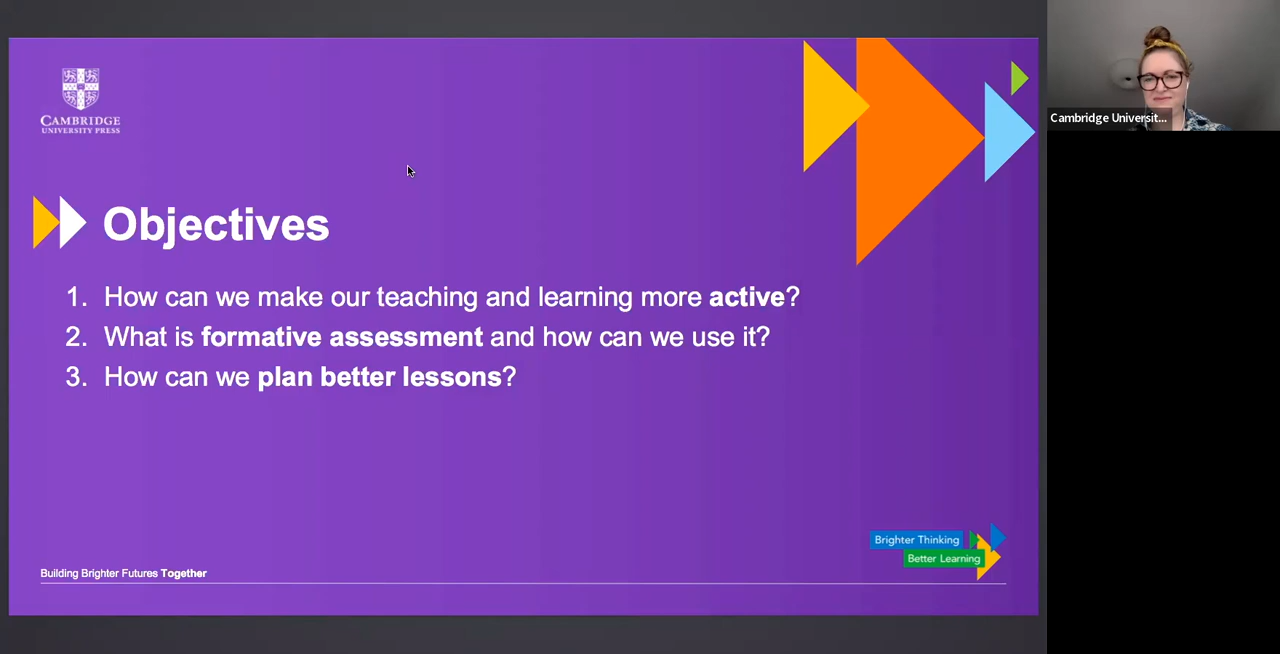 CAMBRIDGE
UNIVERSITY PRESS
Objectives
1. How can we make our teaching and learning more active?
2. What is formative assessment and how can we use it?
3. How can we plan better lessons?
Brighter Thinking
Better Learning
Building Brighter Futures Together
Cambridge Universit...